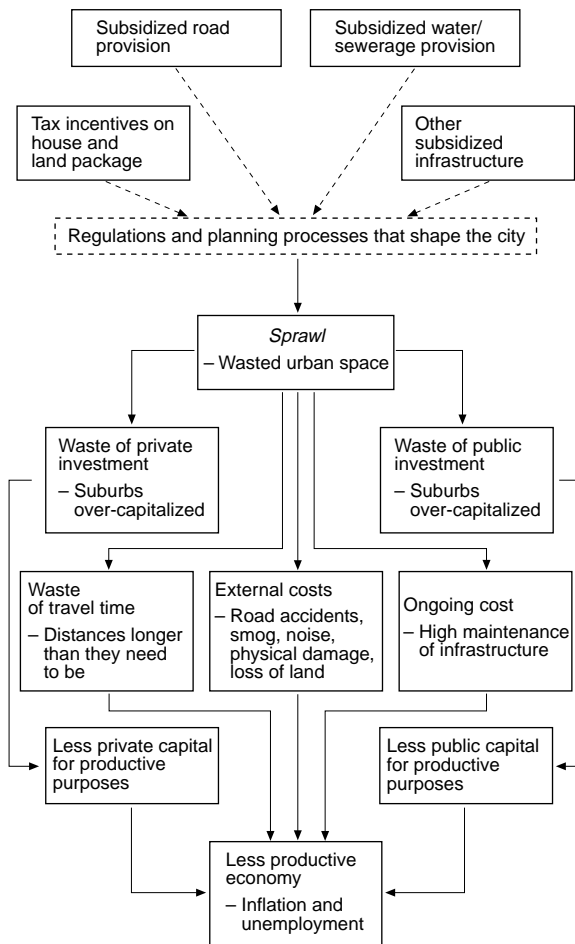 Subsidized road
provision
Subsidized water/
sewerage provision
Tax incentives on
house and
land package
Other
subsidized
infrastructure
Regulations and planning processes that shape the city
Sprawl
– Wasted urban space
Waste of private
investment
– Suburbs
over-capitalized
Waste of public
investment
– Suburbs
over-capitalized
Waste
of travel time
– Distances longer
than they need
to be
External costs
– Road accidents,
smog, noise,
physical damage,
loss of land
Ongoing cost
– High maintenance
of infrastructure
Less private capital
for productive
purposes
Less public capital
for productive
purposes
Less productive
economy
– Inflation and
unemployment